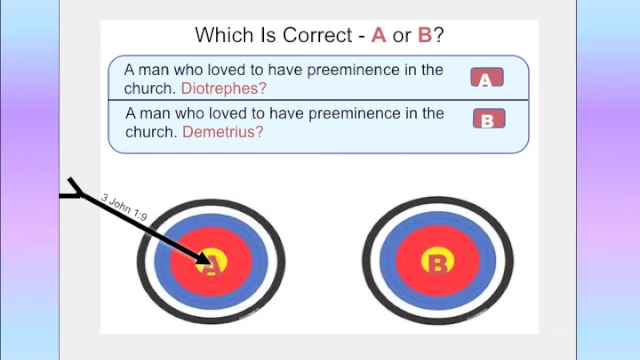 Which Is Correct - A or B?
A man who loved to have preeminence in the
church. Diotrephes?
A
A man who loved to have preeminence in the
church. Demetrius?
B
3 John 1:9
A
B